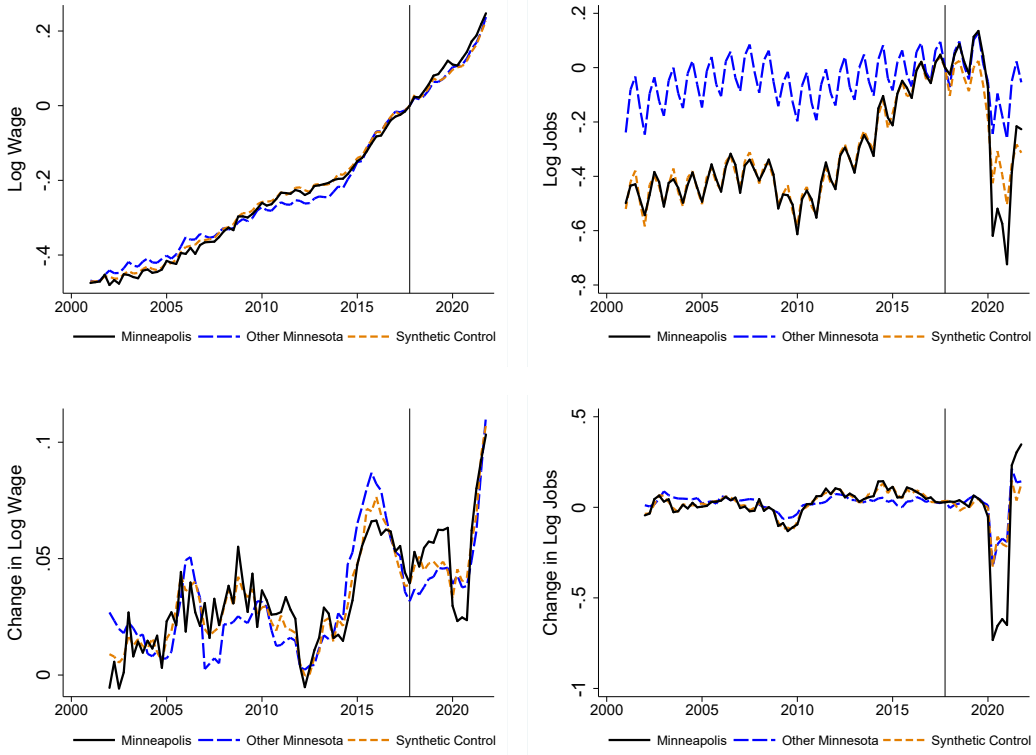 Log Wage
.2
0
-.2
-.4
2000 2005 2010 2015 2020
Minneapolis Other Minnesota Synthetic Control
Log Jobs
.2
0
-.2
-.4
-.6
-.8
2000 2005 2010 2015 2020
Minneapolis Other Minnesota Synthetic Control
Change in Log Wage
.1
.05
0
2000 2005 2010 2015 2020
Minneapolis Other Minnesota Synthetic Control
Change in Log Jobs
.5
0
-.5
-1
2000 2005 2010 2015 2020
Minneapolis Other Minnesota Synthetic Control